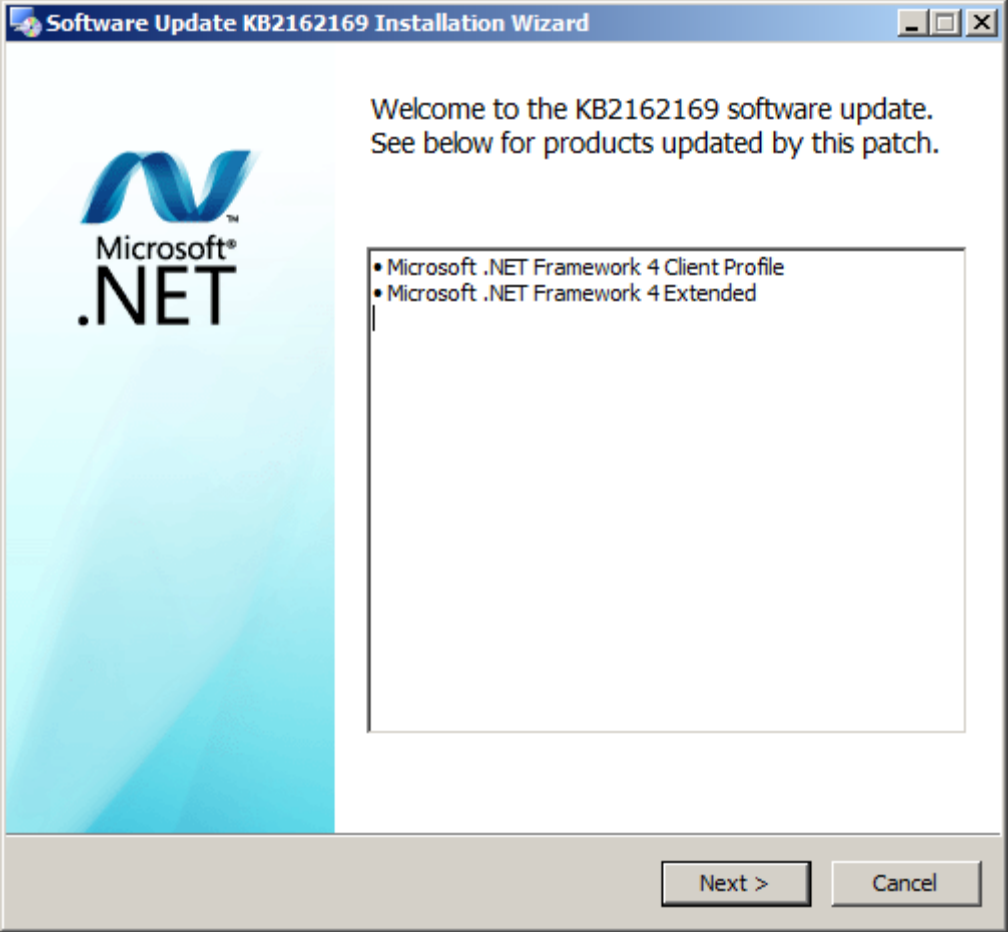 Software Update KB2162169 Installation Wizard
Welcome to the KB2162169 software update.
See below for products updated by this patch.
Microsoft®
.NET
™
• Microsoft .NET Framework 4 Client Profile
• Microsoft .NET Framework 4 Extended
Next >
Cancel